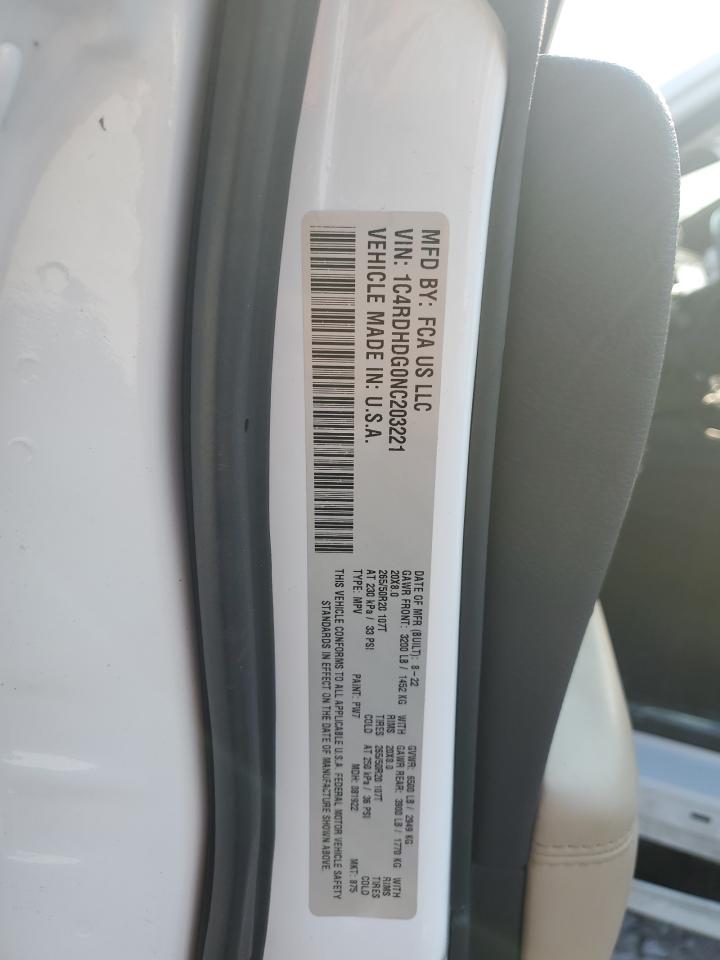 MFD BY: FCA US LLC
VIN: 1C4RDHDG0NC203221
VEHICLE MADE IN: U.S.A.
DATE OF MFR (BUILT): 8-22 GVWR: 6500 LB / 2949 KG
GAWR FRONT: 3200 LB / 1452 KG WITH GAWR REAR: 3900 LB / 1770 KG WITH
20X8.0 RIMS 20X8.0 RIMS
265/50R20 107T TIRES 265/50R20 107T TIRES
AT 230 kPa / 33 PSI COLD AT 250 kPa / 36 PSI COLD
TYPE: MPV PAINT: PW7 MDH: 081922 MKT: 875
THIS VEHICLE CONFORMS TO ALL APPLICABLE U.S.A. FEDERAL MOTOR VEHICLE SAFETY
STANDARDS IN EFFECT ON THE DATE OF MANUFACTURE SHOWN ABOVE.